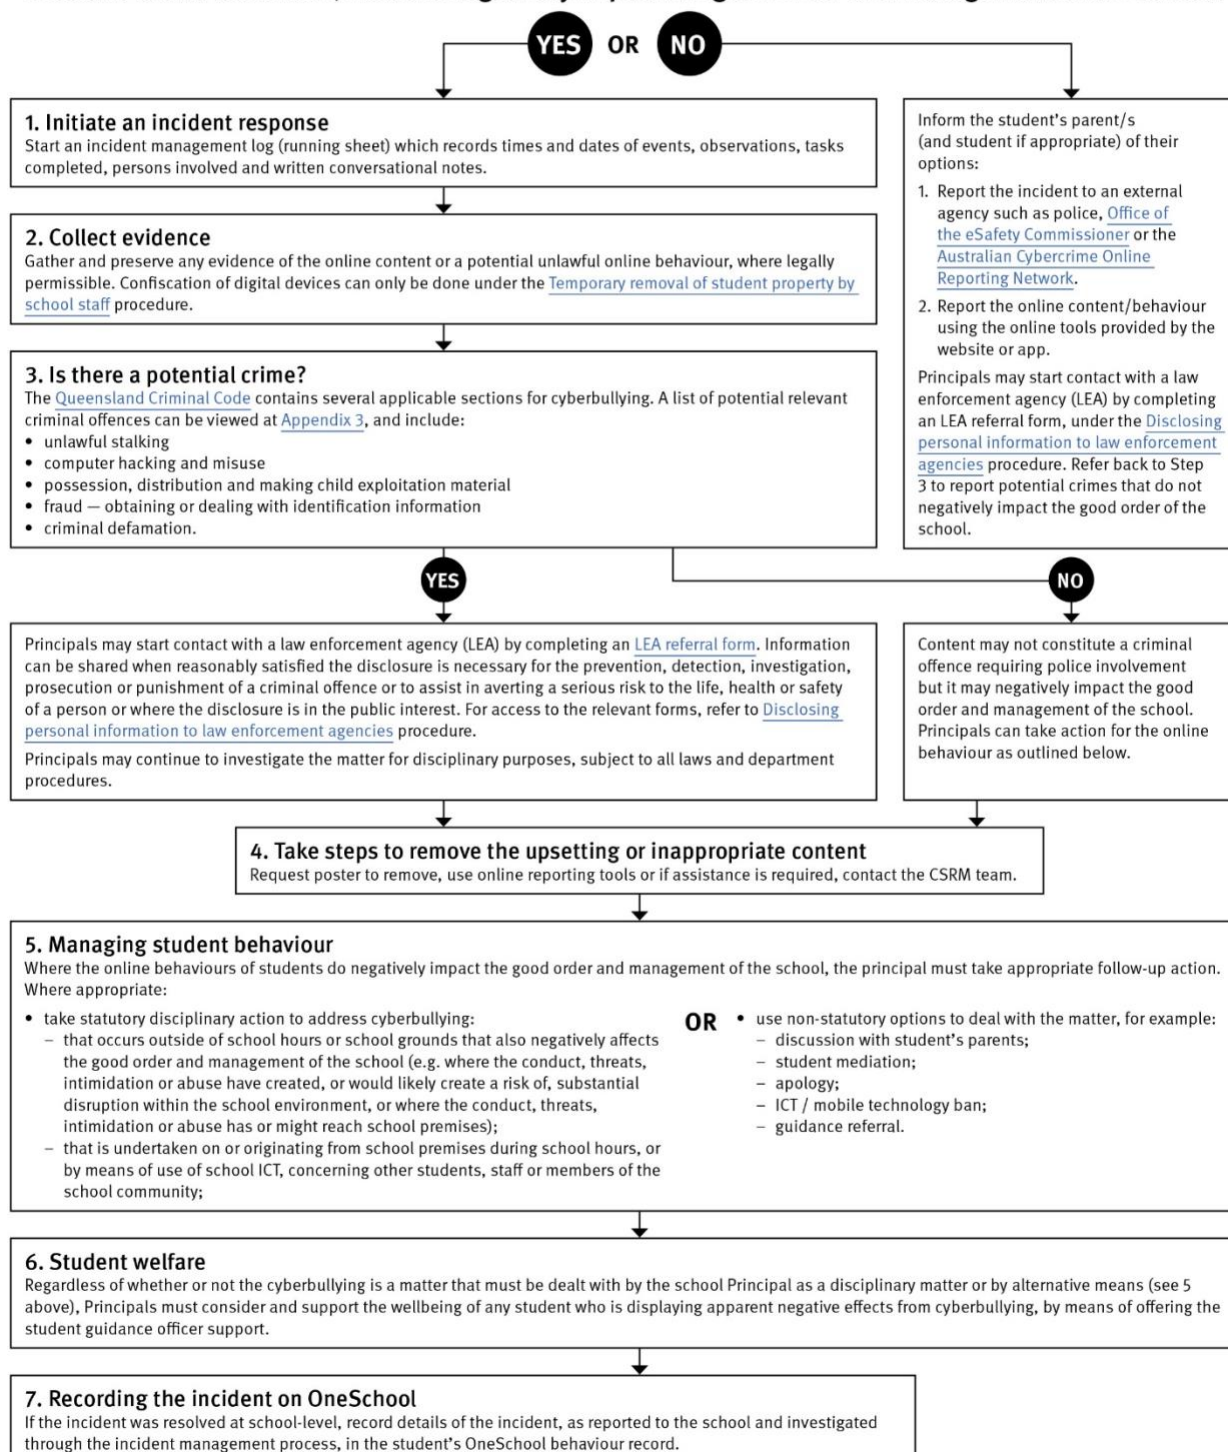 YES OR NO
1. Initiate an incident response
Start an incident management log (running sheet) which records times and dates of events, observations, tasks
completed, persons involved and written conversational notes.
2. Collect evidence
Gather and preserve any evidence of the online content or a potential unlawful online behaviour, where legally
permissible. Confiscation of digital devices can only be done under the Temporary removal of student property by
school staff procedure.
3. Is there a potential crime?
The Queensland Criminal Code contains several applicable sections for cyberbullying. A list of potential relevant
criminal offences can be viewed at Appendix 3, and include:
• unlawful stalking
• computer hacking and misuse
• possession, distribution and making child exploitation material
• fraud — obtaining or dealing with identification information
• criminal defamation.
Inform the student's parent/s
(and student if appropriate) of their
options:
1. Report the incident to an external
agency such as police, Office of
the eSafety Commissioner or the
Australian Cybercrime Online
Reporting Network.
2. Report the online content/behaviour
using the online tools provided by the
website or app.
Principals may start contact with a law
enforcement agency (LEA) by completing
an LEA referral form, under the Disclosing
personal information to law enforcement
agencies procedure. Refer back to Step
3 to report potential crimes that do not
negatively impact the good order of the
school.
YES
NO
Principals may start contact with a law enforcement agency (LEA) by completing an LEA referral form. Information
can be shared when reasonably satisfied the disclosure is necessary for the prevention, detection, investigation,
prosecution or punishment of a criminal offence or to assist in averting a serious risk to the life, health or safety
of a person or where the disclosure is in the public interest. For access to the relevant forms, refer to Disclosing
personal information to law enforcement agencies procedure.
Principals may continue to investigate the matter for disciplinary purposes, subject to all laws and department
procedures.
Content may not constitute a criminal
offence requiring police involvement
but it may negatively impact the good
order and management of the school.
Principals can take action for the online
behaviour as outlined below.
4. Take steps to remove the upsetting or inappropriate content
Request poster to remove, use online reporting tools or if assistance is required, contact the CSRM team.
5. Managing student behaviour
Where the online behaviours of students do negatively impact the good order and management of the school, the principal must take appropriate follow-up action.
Where appropriate:
• take statutory disciplinary action to address cyberbullying:
– that occurs outside of school hours or school grounds that also negatively affects
the good order and management of the school (e.g. where the conduct, threats,
intimidation or abuse have created, or would likely create a risk of, substantial
disruption within the school environment, or where the conduct, threats,
intimidation or abuse has or might reach school premises);
– that is undertaken on or originating from school premises during school hours, or
by means of use of school ICT, concerning other students, staff or members of the
school community;
OR
• use non-statutory options to deal with the matter, for example:
– discussion with student's parents;
– student mediation;
– apology;
– ICT / mobile technology ban;
– guidance referral.
6. Student welfare
Regardless of whether or not the cyberbullying is a matter that must be dealt with by the school Principal as a disciplinary matter or by alternative means (see 5
above), Principals must consider and support the wellbeing of any student who is displaying apparent negative effects from cyberbullying, by means of offering the
student guidance officer support.
7. Recording the incident on OneSchool
If the incident was resolved at school-level, record details of the incident, as reported to the school and investigated
through the incident management process, in the student's OneSchool behaviour record.